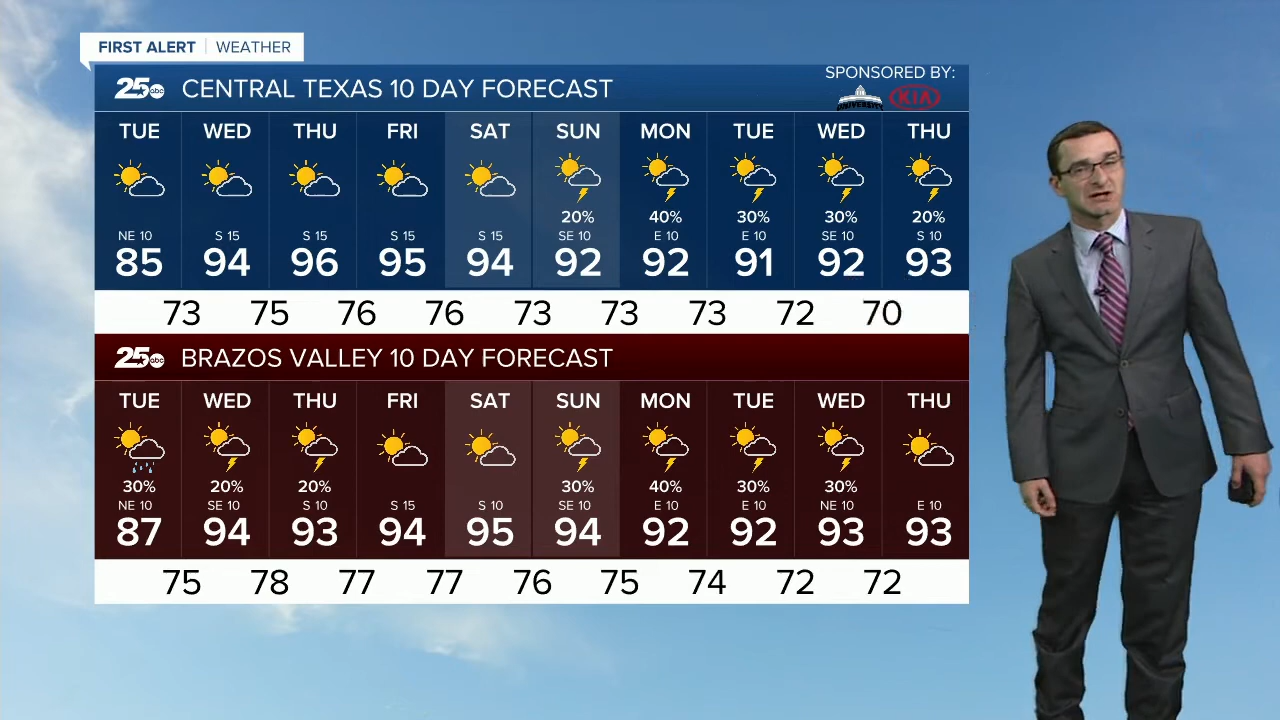 FIRST ALERT | WEATHER
25 abc CENTRAL TEXAS 10 DAY FORECAST
SPONSORED BY:
UNIVERSITY KIA
TUE WED THU FRI SAT SUN MON TUE WED THU
20% 40% 30% 30% 20%
NE 10 S 15 S 15 S 15 S 15 SE 10 E 10 E 10 SE 10 S 10
85 94 96 95 94 92 92 91 92 93
73 75 76 76 73 73 73 72 70
25 abc BRAZOS VALLEY 10 DAY FORECAST
TUE WED THU FRI SAT SUN MON TUE WED THU
30% 20% 20% 30% 40% 30% 30%
NE 10 SE 10 S 10 S 15 S 10 SE 10 E 10 E 10 NE 10 E 10
87 94 93 94 95 94 92 92 93 93
75 78 77 77 76 75 74 72 72